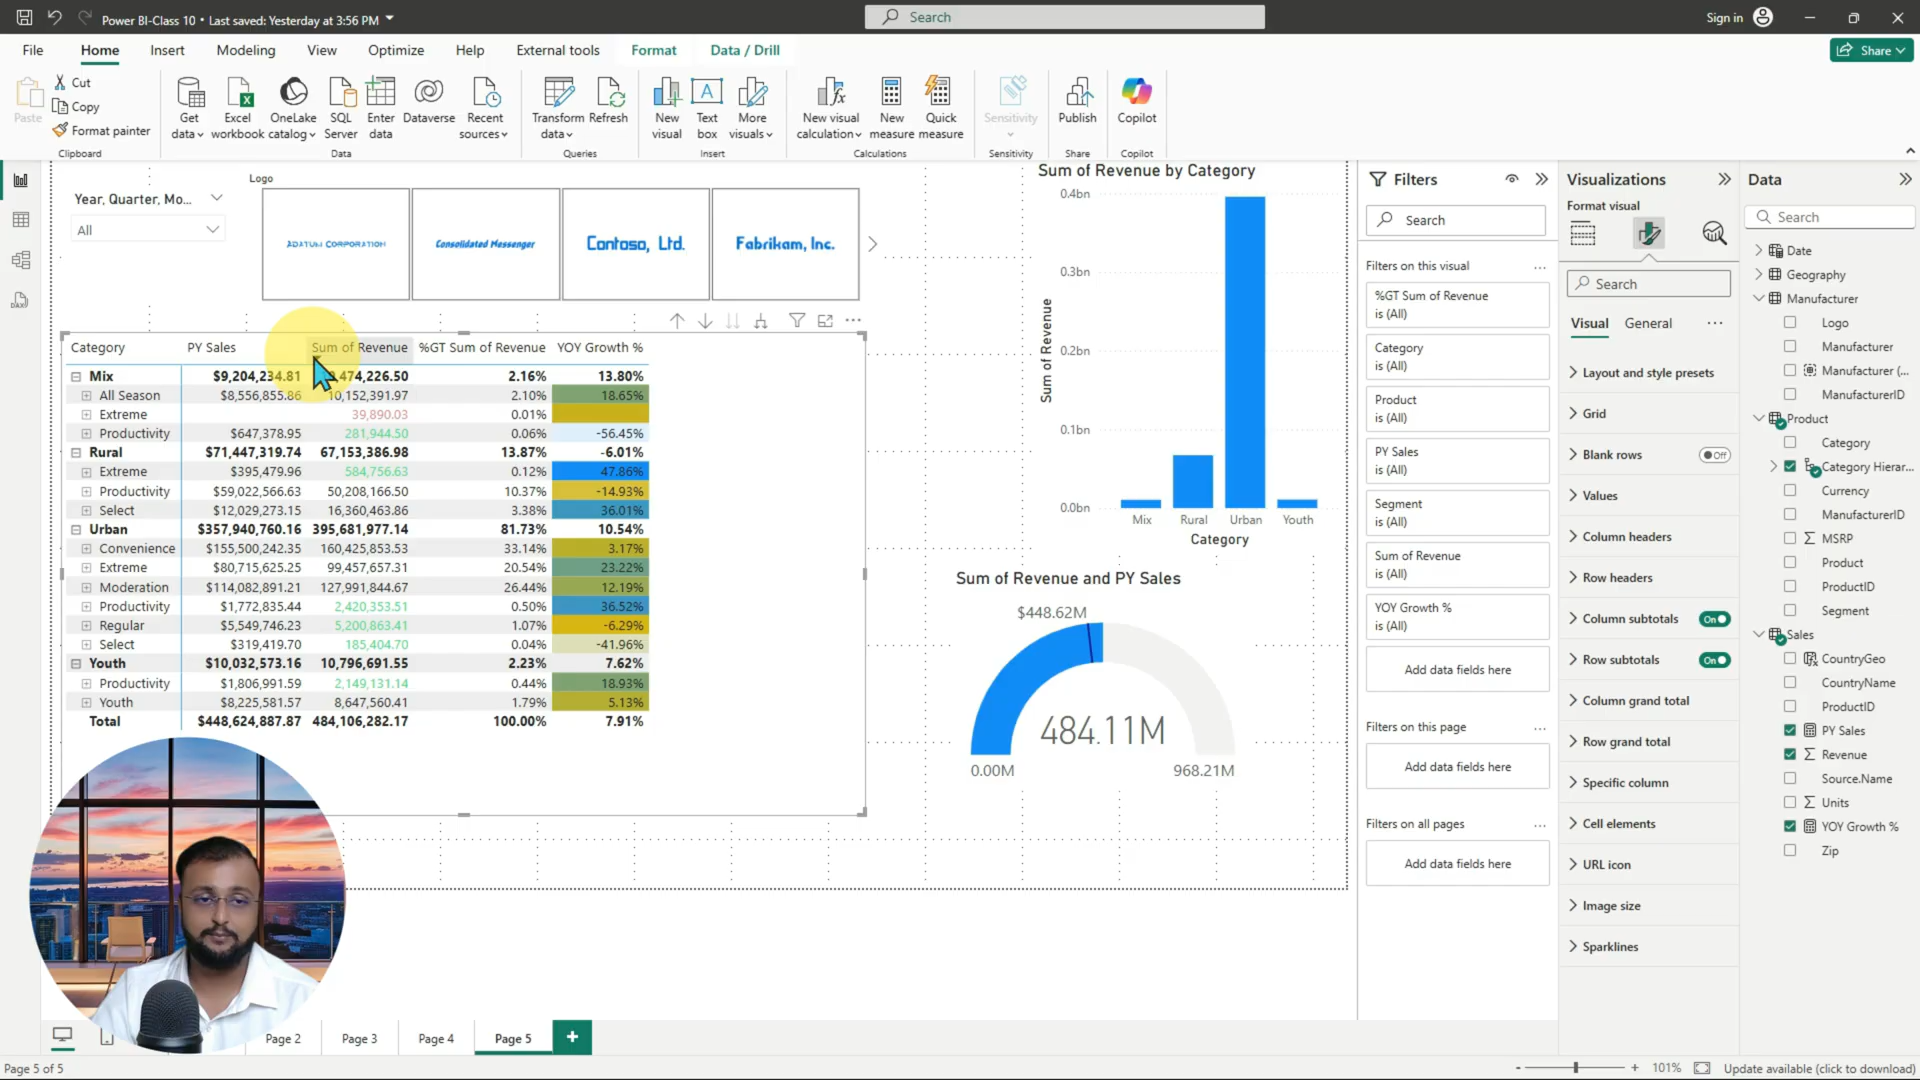 Power BI-Class 10 • Last saved: Yesterday at 3:56 PM
Search
Sign in
File
Home
Insert
Modeling
View
Optimize
Help
External tools
Format
Data / Drill
Share
Paste
Cut
Copy
Format painter
Clipboard
Get data
Excel workbook
OneLake catalog
SQL Server
Enter data
Dataverse
Recent sources
Data
Transform data
Refresh
Queries
New visual
Text box
More visuals
Insert
New visual calculation
New measure
Quick measure
Calculations
Sensitivity
Sensitivity
Publish
Share
Copilot
Copilot
Year, Quarter, Mo...
All
Logo
ADATUM CORPORATION
Consolidated Messenger
Contoso, Ltd.
Fabrikam, Inc.
Category PY Sales Sum of Revenue %GT Sum of Revenue YOY Growth %
Mix $9,204,234.81 474,226.50 2.16% 13.80%
All Season $8,556,855.86 10,152,391.97 2.10% 18.65%
Extreme 39,890.03 0.01%
Productivity $647,378.95 281,944.50 0.06% -56.45%
Rural $71,447,319.74 67,153,386.98 13.87% -6.01%
Extreme $395,479.96 584,756.63 0.12% 47.86%
Productivity $59,022,566.63 50,208,166.50 10.37% -14.93%
Select $12,029,273.15 16,360,463.86 3.38% 36.01%
Urban $357,940,760.16 395,681,977.14 81.73% 10.54%
Convenience $155,500,242.35 160,425,853.53 33.14% 3.17%
Extreme $80,715,625.25 99,457,657.31 20.54% 23.22%
Moderation $114,082,891.21 127,991,844.67 26.44% 12.19%
Productivity $1,772,835.44 2,420,353.51 0.50% 36.52%
Regular $5,549,746.23 5,200,863.41 1.07% -6.29%
Select $319,419.70 185,404.70 0.04% -41.96%
Youth $10,032,573.16 10,796,691.55 2.23% 7.62%
Productivity $1,806,991.59 2,149,131.14 0.44% 18.93%
Youth $8,225,581.57 8,647,560.41 1.79% 5.13%
Total $448,624,887.87 484,106,282.17 100.00% 7.91%
Sum of Revenue by Category
0.4bn
0.3bn
0.2bn
0.1bn
0.0bn
Sum of Revenue
Mix Rural Urban Youth
Category
Sum of Revenue and PY Sales
$448.62M
484.11M
0.00M
968.21M
Filters
Search
Filters on this visual ...
%GT Sum of Revenue
is (All)
Category
is (All)
Product
is (All)
PY Sales
is (All)
Segment
is (All)
Sum of Revenue
is (All)
YOY Growth %
is (All)
Add data fields here
Filters on this page ...
Add data fields here
Filters on all pages ...
Add data fields here
Visualizations
Format visual
Search
Visual
General
...
Layout and style presets
Grid
Blank rows Off
Values
Column headers
Row headers
Column subtotals On
Row subtotals On
Column grand total
Row grand total
Specific column
Cell elements
URL icon
Image size
Sparklines
Data
Search
Date
Geography
Manufacturer
Logo
Manufacturer
Manufacturer (...
ManufacturerID
Product
Category
Category Hierar...
Currency
ManufacturerID
MSRP
Product
ProductID
Segment
Sales
CountryGeo
CountryName
ProductID
PY Sales
Revenue
Source.Name
Units
YOY Growth %
Zip
Page 2
Page 3
Page 4
Page 5
+
Page 5 of 5
- + 101%
Update available (click to download)